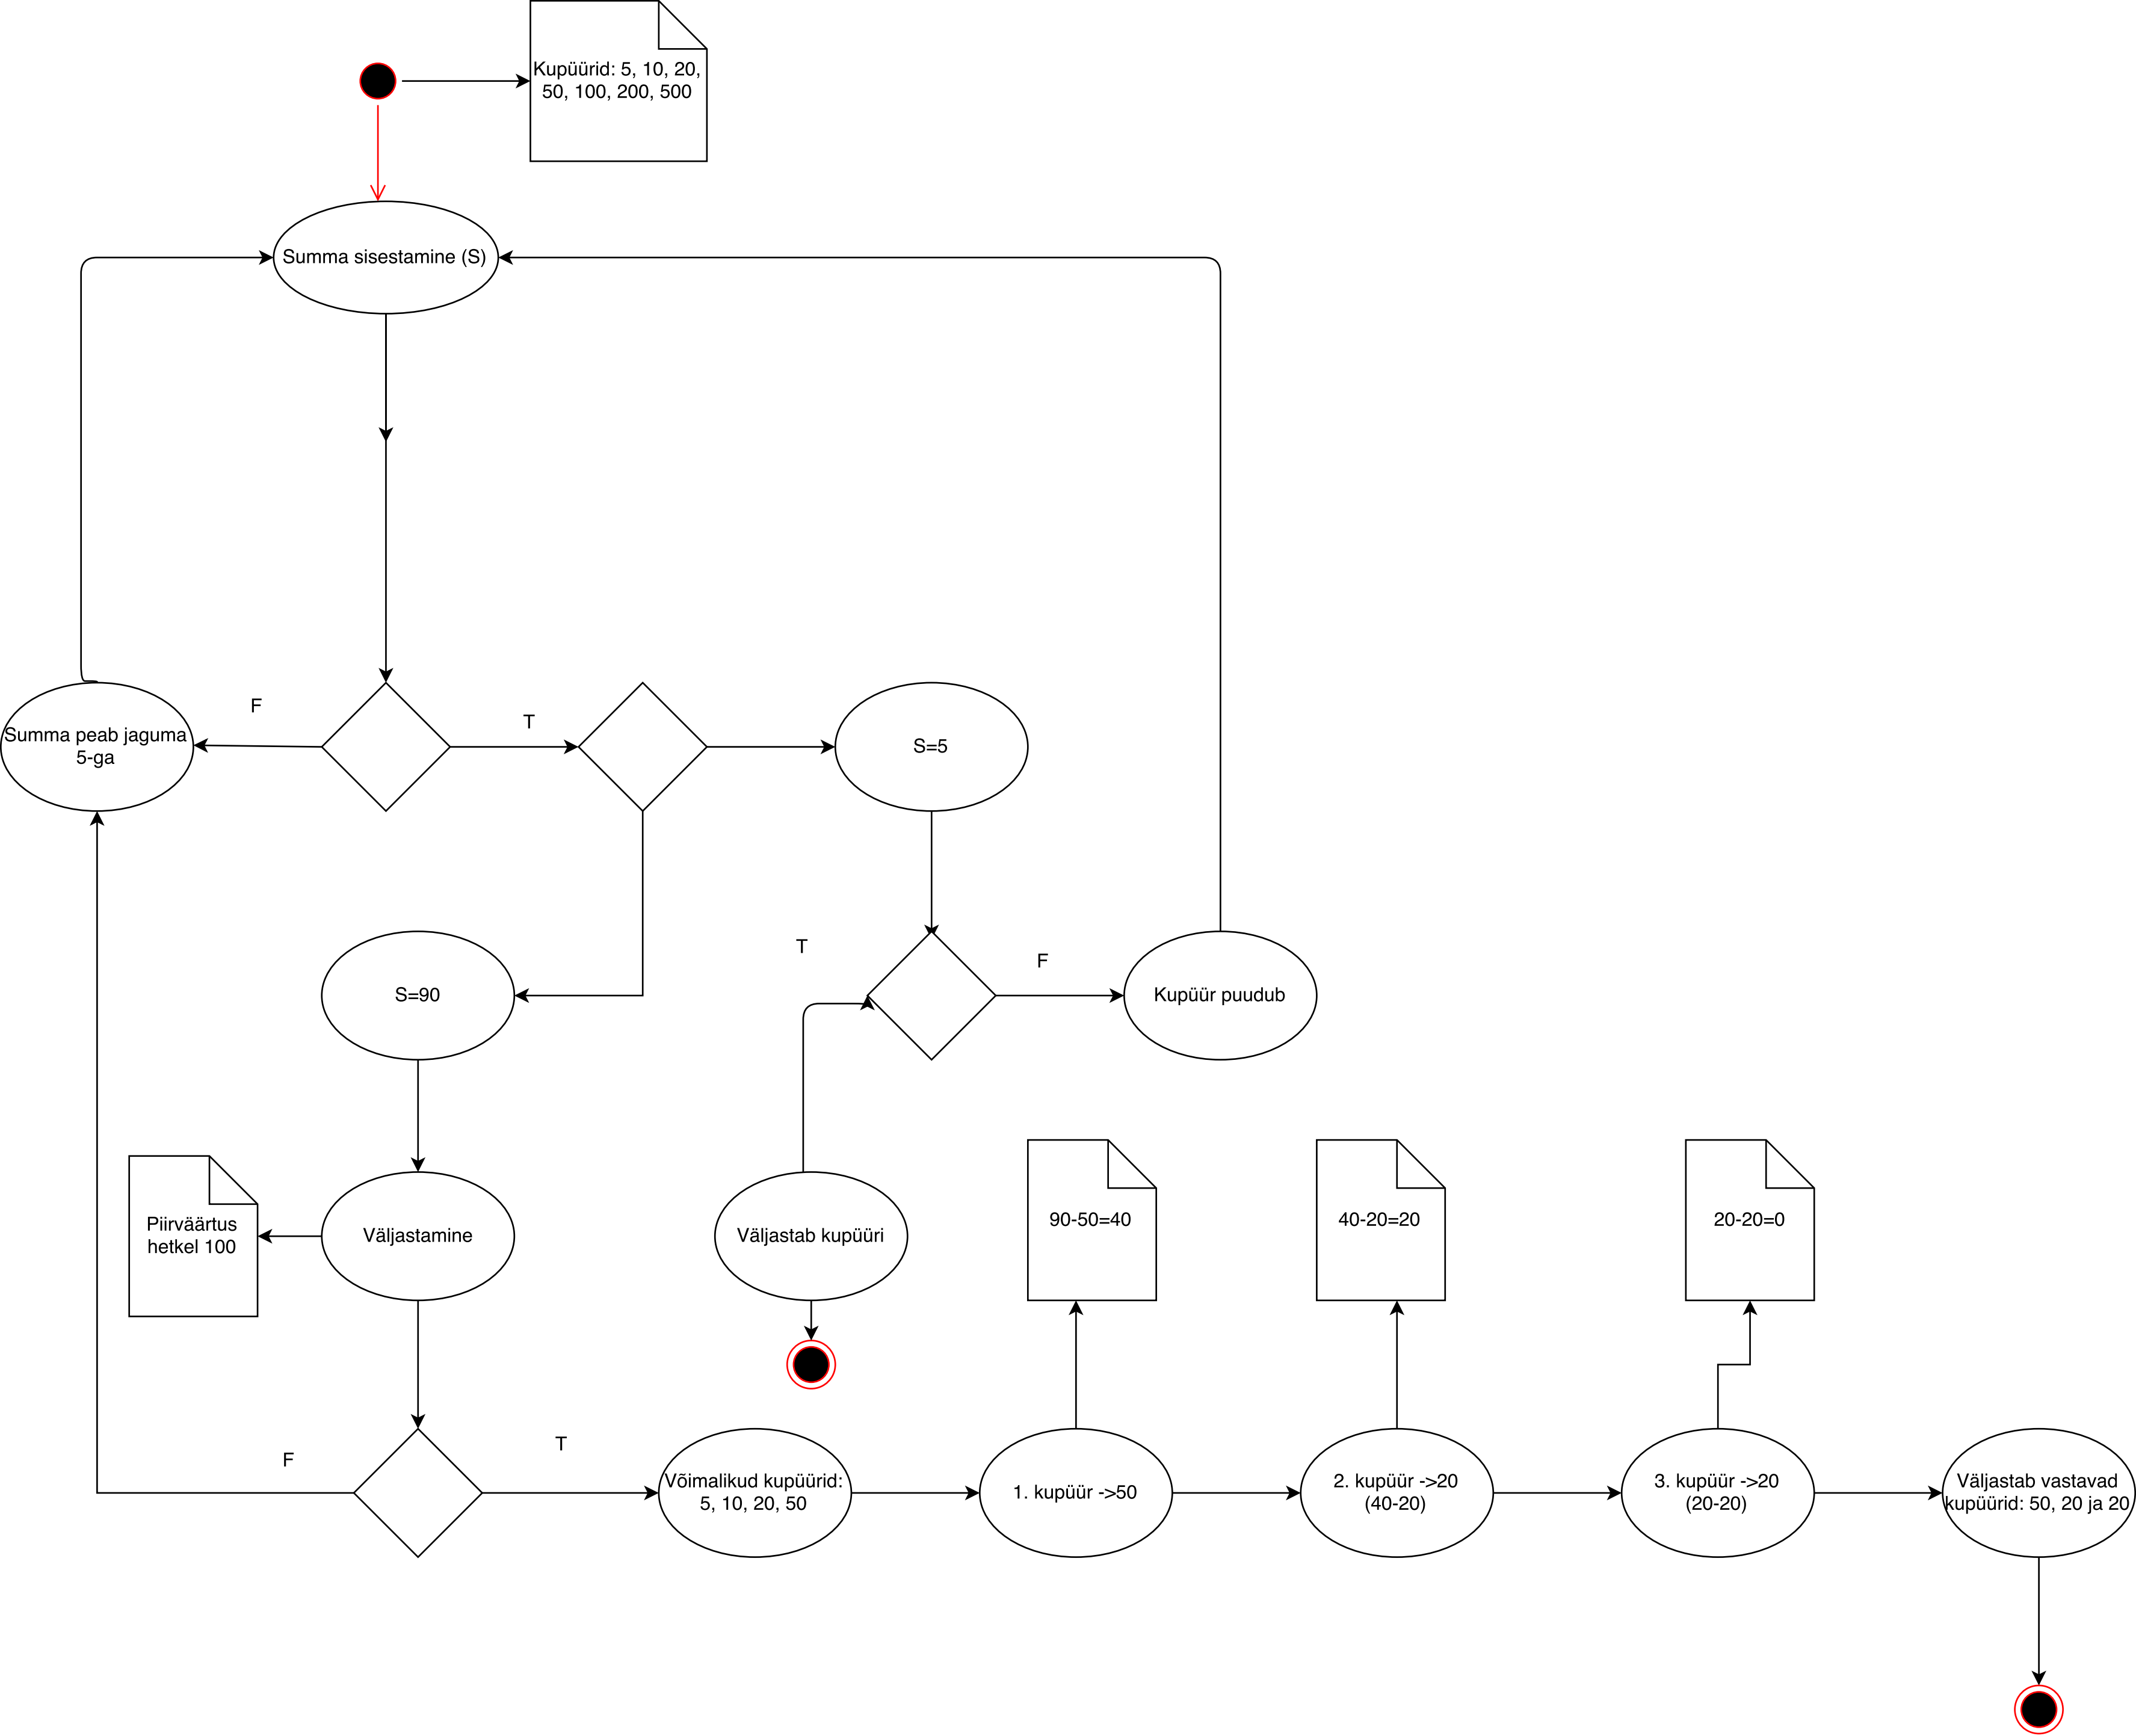 Kupüürid: 5, 10, 20,
50, 100, 200, 500
Summa sisestamine (S)
F
T
Summa peab jaguma
5-ga
S=5
T
F
S=90
Kupüür puudub
Piirväärtus
hetkel 100
Väljastamine
Väljastab kupüüri
90-50=40
40-20=20
20-20=0
F
T
Võimalikud kupüürid:
5, 10, 20, 50
1. kupüür ->50
2. kupüür ->20
(40-20)
3. kupüür ->20
(20-20)
Väljastab vastavad
kupüürid: 50, 20 ja 20